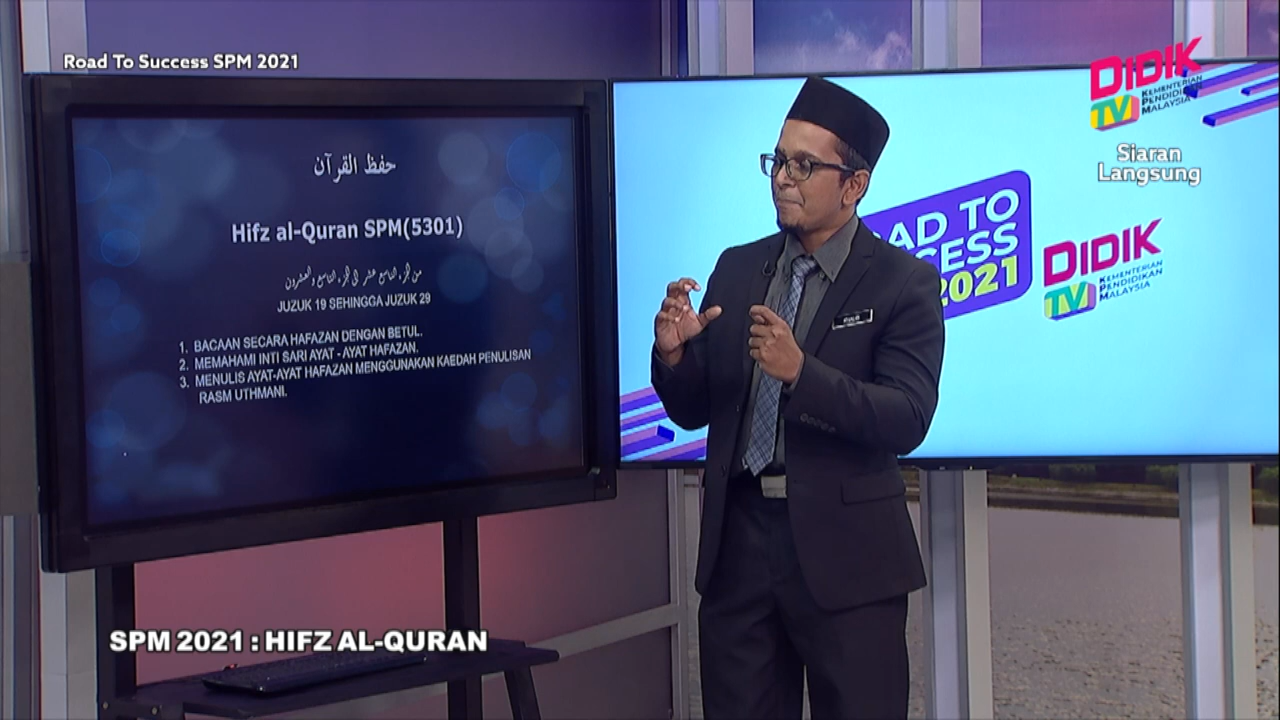 Road To Success SPM 2021
حفظ القرآن
Hifz al-Quran SPM(5301)
من الجزء التاسع عشر إلى الجزء التاسع والعشرون
JUZUK 19 SEHINGGA JUZUK 29
1. BACAAN SECARA HAFAZAN DENGAN BETUL.
2. MEMAHAMI INTI SARI AYAT - AYAT HAFAZAN.
3. MENULIS AYAT-AYAT HAFAZAN MENGGUNAKAN KAEDAH PENULISAN
RASM UTHMANI.
DIDIK
TV KEMENTERIAN
PENDIDIKAN
MALAYSIA
Siaran
Langsung
AD TO
CESS
2021
DIDIK
TV KEMENTERIAN
PENDIDIKAN
MALAYSIA
SPM 2021 : HIFZ AL-QURAN